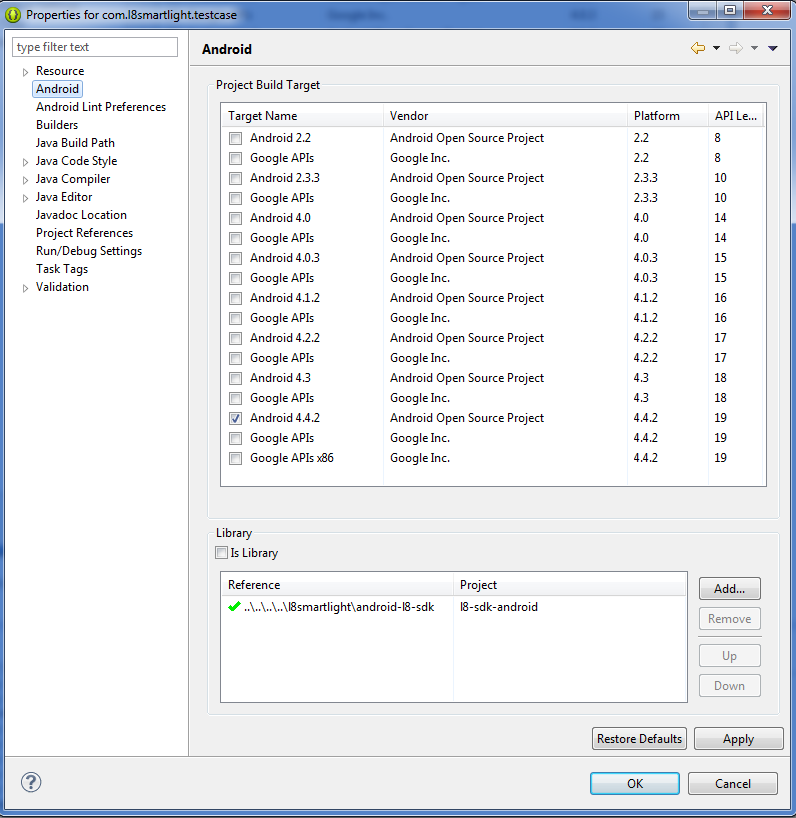 Properties for com.l8smartlight.testcase
type filter text
Resource
Android
Android Lint Preferences
Builders
Java Build Path
Java Code Style
Java Compiler
Java Editor
Javadoc Location
Project References
Run/Debug Settings
Task Tags
Validation
Android
Project Build Target
Target Name Vendor Platform API Le...
Android 2.2 Android Open Source Project 2.2 8
Google APIs Google Inc. 2.2 8
Android 2.3.3 Android Open Source Project 2.3.3 10
Google APIs Google Inc. 2.3.3 10
Android 4.0 Android Open Source Project 4.0 14
Google APIs Google Inc. 4.0 14
Android 4.0.3 Android Open Source Project 4.0.3 15
Google APIs Google Inc. 4.0.3 15
Android 4.1.2 Android Open Source Project 4.1.2 16
Google APIs Google Inc. 4.1.2 16
Android 4.2.2 Android Open Source Project 4.2.2 17
Google APIs Google Inc. 4.2.2 17
Android 4.3 Android Open Source Project 4.3 18
Google APIs Google Inc. 4.3 18
Android 4.4.2 Android Open Source Project 4.4.2 19
Google APIs Google Inc. 4.4.2 19
Google APIs x86 Google Inc. 4.4.2 19
Library
Is Library
Reference Project
..\..\..\..\l8smartlight\android-l8-sdk l8-sdk-android
Add...
Remove
Up
Down
Restore Defaults Apply
OK Cancel